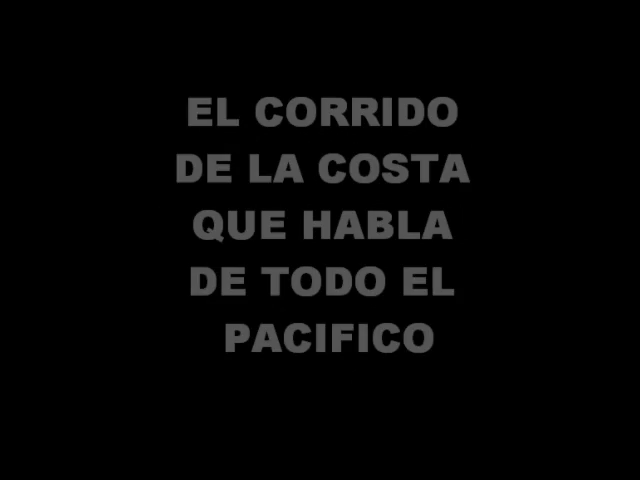 EL CORRIDO
DE LA COSTA
QUE HABLA
DE TODO EL
PACIFICO